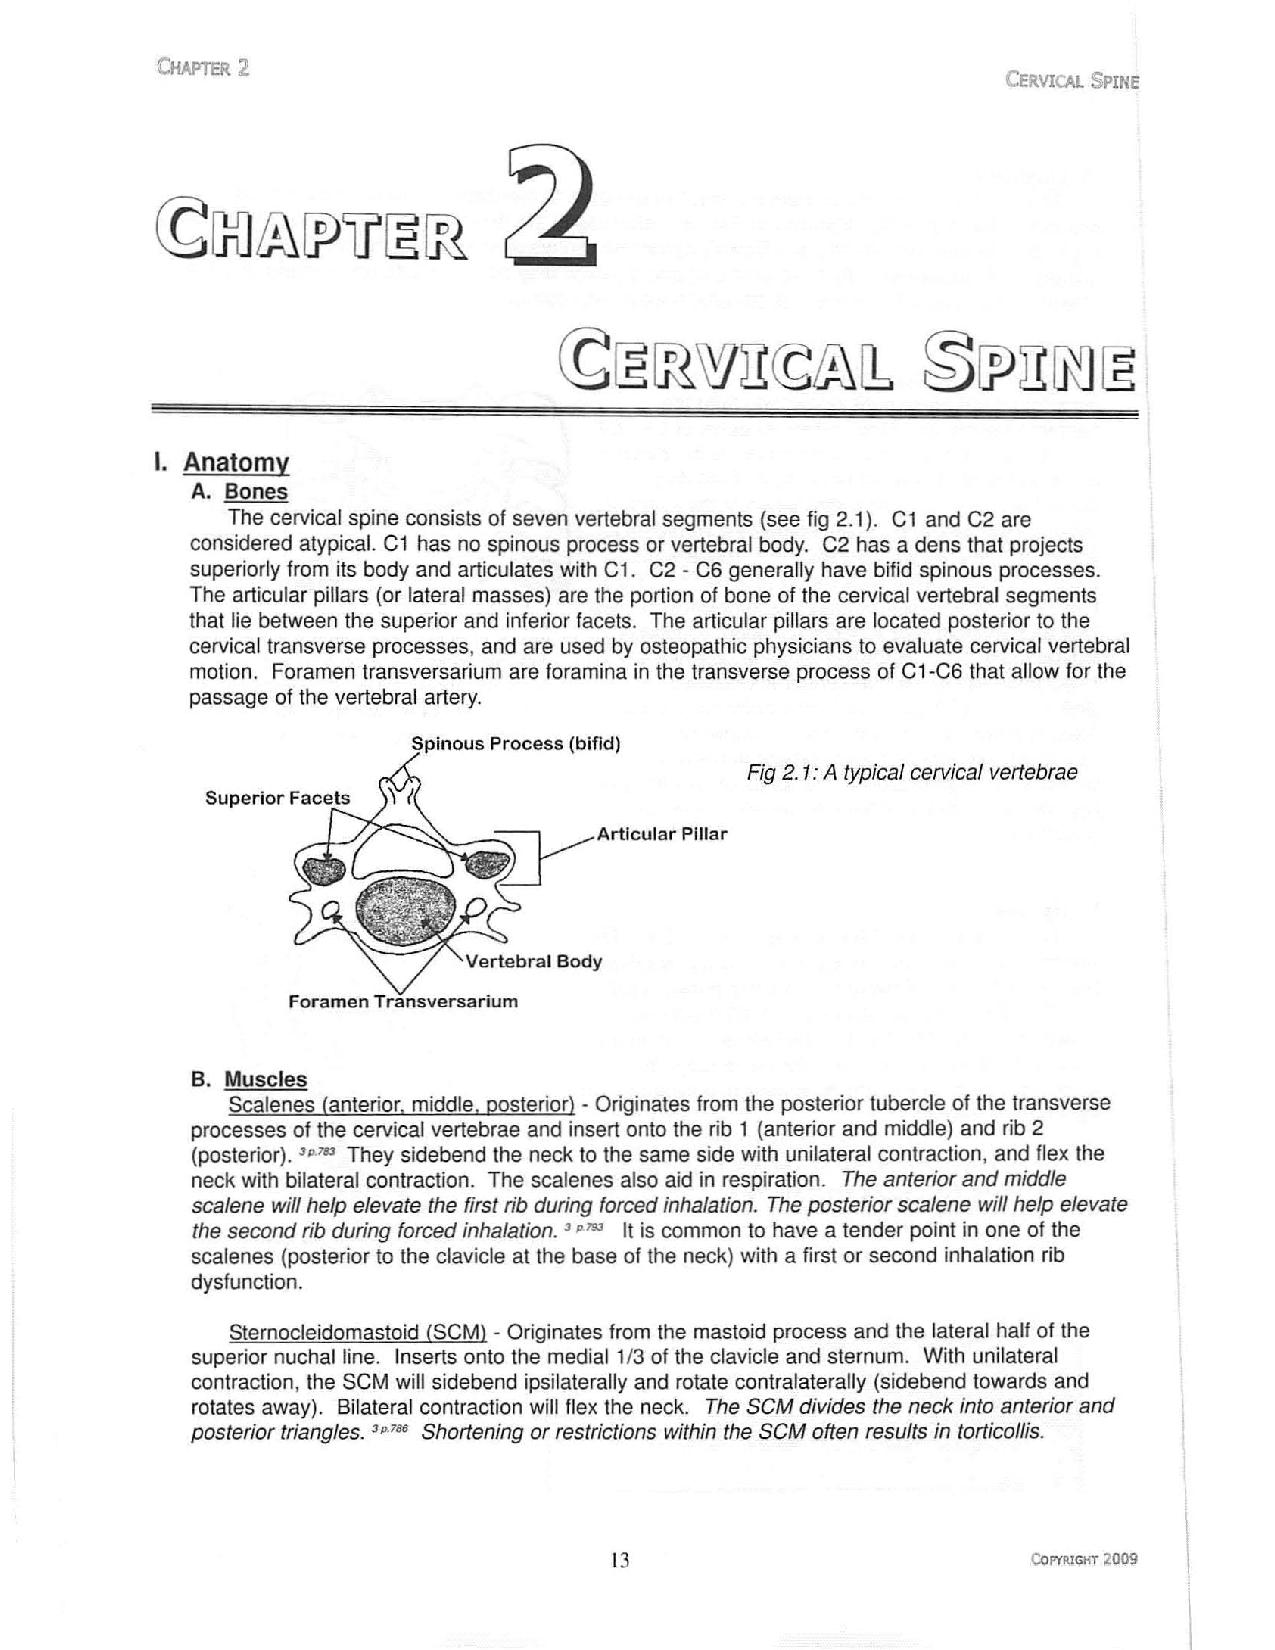 CHAPTER 2
CERVICAL SPINE
CHAPTER 2
CERVICAL SPINE
I. Anatomy
A. Bones
The cervical spine consists of seven vertebral segments (see fig 2.1). C1 and C2 are
considered atypical. C1 has no spinous process or vertebral body. C2 has a dens that projects
superiorly from its body and articulates with C1. C2 - C6 generally have bifid spinous processes.
The articular pillars (or lateral masses) are the portion of bone of the cervical vertebral segments
that lie between the superior and inferior facets. The articular pillars are located posterior to the
cervical transverse processes, and are used by osteopathic physicians to evaluate cervical vertebral
motion. Foramen transversarium are foramina in the transverse process of C1-C6 that allow for the
passage of the vertebral artery.
Spinous Process (bifid)
Fig 2.1: A typical cervical vertebrae
Superior Facets
Articular Pillar
Vertebral Body
Foramen Transversarium
B. Muscles
Scalenes (anterior, middle, posterior) - Originates from the posterior tubercle of the transverse
processes of the cervical vertebrae and insert onto the rib 1 (anterior and middle) and rib 2
(posterior). 3 p.783 They sidebend the neck to the same side with unilateral contraction, and flex the
neck with bilateral contraction. The scalenes also aid in respiration. The anterior and middle
scalene will help elevate the first rib during forced inhalation. The posterior scalene will help elevate
the second rib during forced inhalation. 3 p.793 It is common to have a tender point in one of the
scalenes (posterior to the clavicle at the base of the neck) with a first or second inhalation rib
dysfunction.
Sternocleidomastoid (SCM) - Originates from the mastoid process and the lateral half of the
superior nuchal line. Inserts onto the medial 1/3 of the clavicle and sternum. With unilateral
contraction, the SCM will sidebend ipsilaterally and rotate contralaterally (sidebend towards and
rotates away). Bilateral contraction will flex the neck. The SCM divides the neck into anterior and
posterior triangles. 3 p.786 Shortening or restrictions within the SCM often results in torticollis.
13
COPYRIGHT 2009